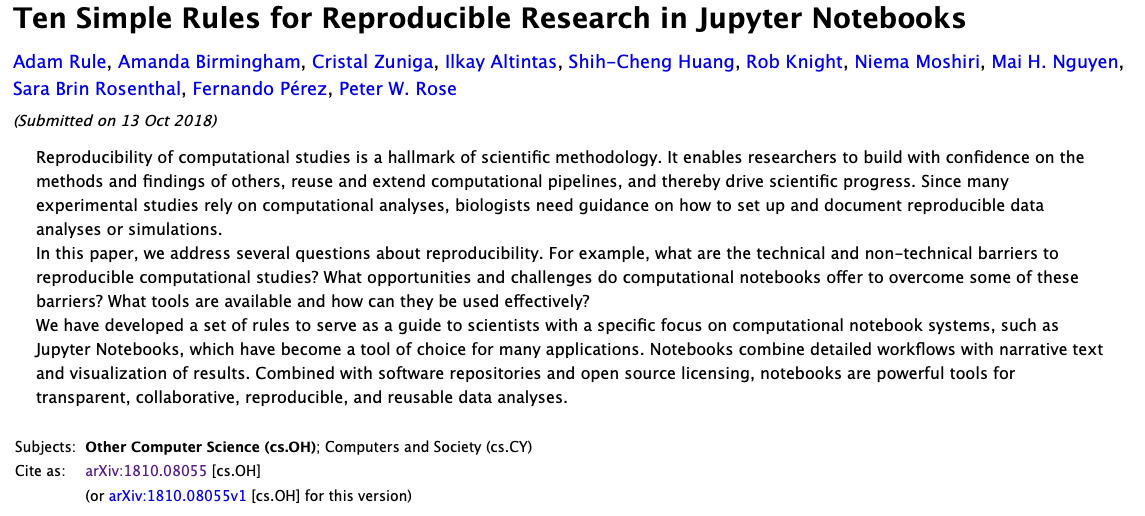 Ten Simple Rules for Reproducible Research in Jupyter Notebooks
Adam Rule, Amanda Birmingham, Cristal Zuniga, Ilkay Altintas, Shih-Cheng Huang, Rob Knight, Niema Moshiri, Mai H. Nguyen,
Sara Brin Rosenthal, Fernando Pérez, Peter W. Rose
(Submitted on 13 Oct 2018)
Reproducibility of computational studies is a hallmark of scientific methodology. It enables researchers to build with confidence on the
methods and findings of others, reuse and extend computational pipelines, and thereby drive scientific progress. Since many
experimental studies rely on computational analyses, biologists need guidance on how to set up and document reproducible data
analyses or simulations.
In this paper, we address several questions about reproducibility. For example, what are the technical and non-technical barriers to
reproducible computational studies? What opportunities and challenges do computational notebooks offer to overcome some of these
barriers? What tools are available and how can they be used effectively?
We have developed a set of rules to serve as a guide to scientists with a specific focus on computational notebook systems, such as
Jupyter Notebooks, which have become a tool of choice for many applications. Notebooks combine detailed workflows with narrative text
and visualization of results. Combined with software repositories and open source licensing, notebooks are powerful tools for
transparent, collaborative, reproducible, and reusable data analyses.
Subjects: Other Computer Science (cs.OH); Computers and Society (cs.CY)
Cite as: arXiv:1810.08055 [cs.OH]
(or arXiv:1810.08055v1 [cs.OH] for this version)